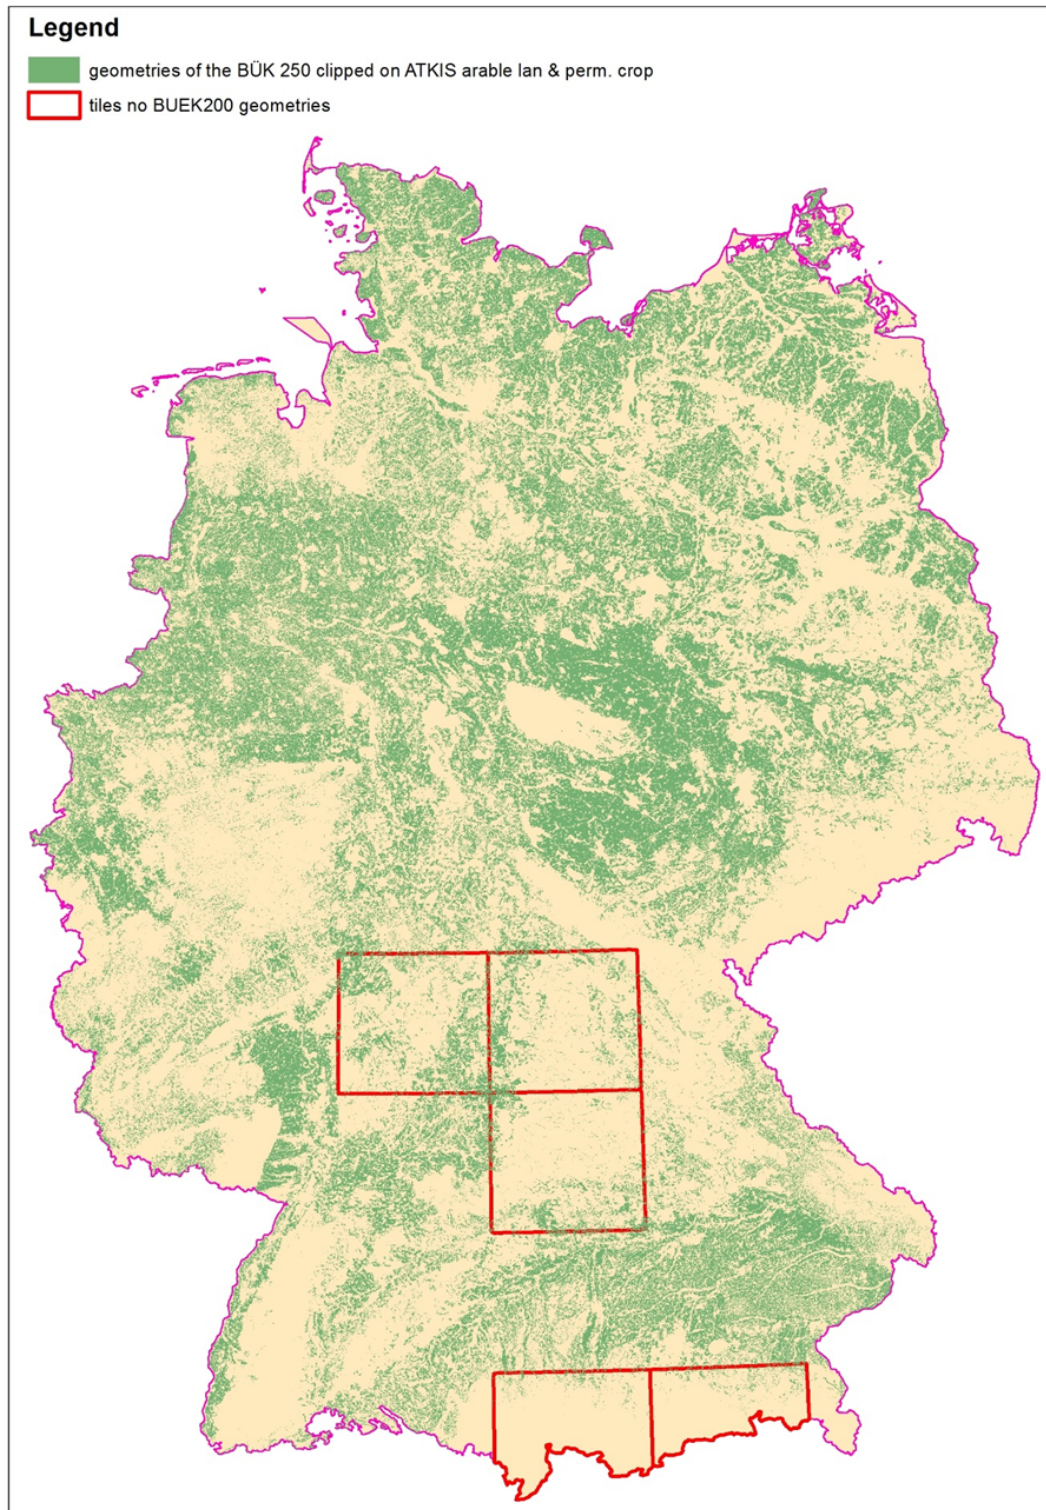 Legend
geometries of the BÜK 250 clipped on ATKIS arable lan & perm. crop
tiles no BUEK200 geometries